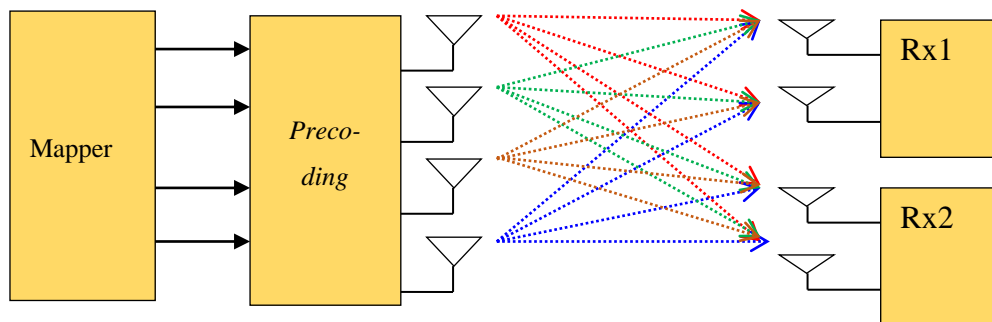 Mapper
Preco-
ding
Rx1
Rx2